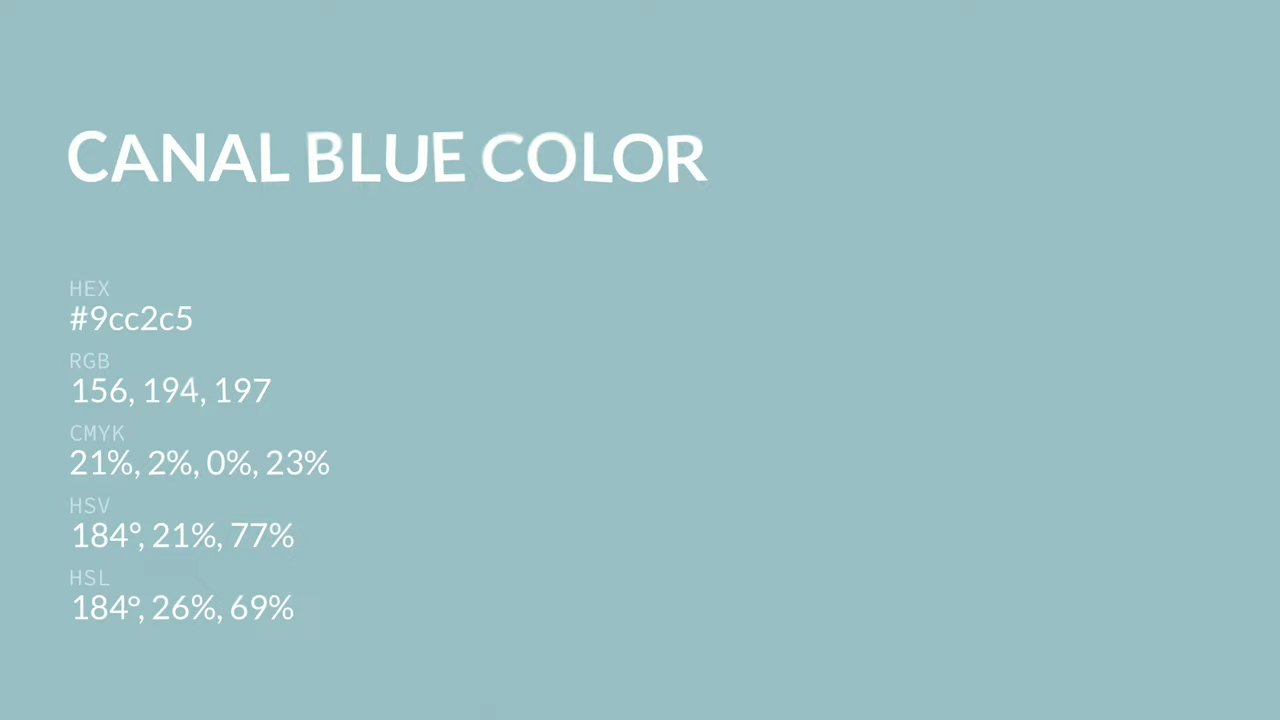 CANAL BLUE COLOR
HEX
#9cc2c5
RGB
156, 194, 197
CMYK
21%, 2%, 0%, 23%
HSV
184°, 21%, 77%
HSL
184°, 26%, 69%